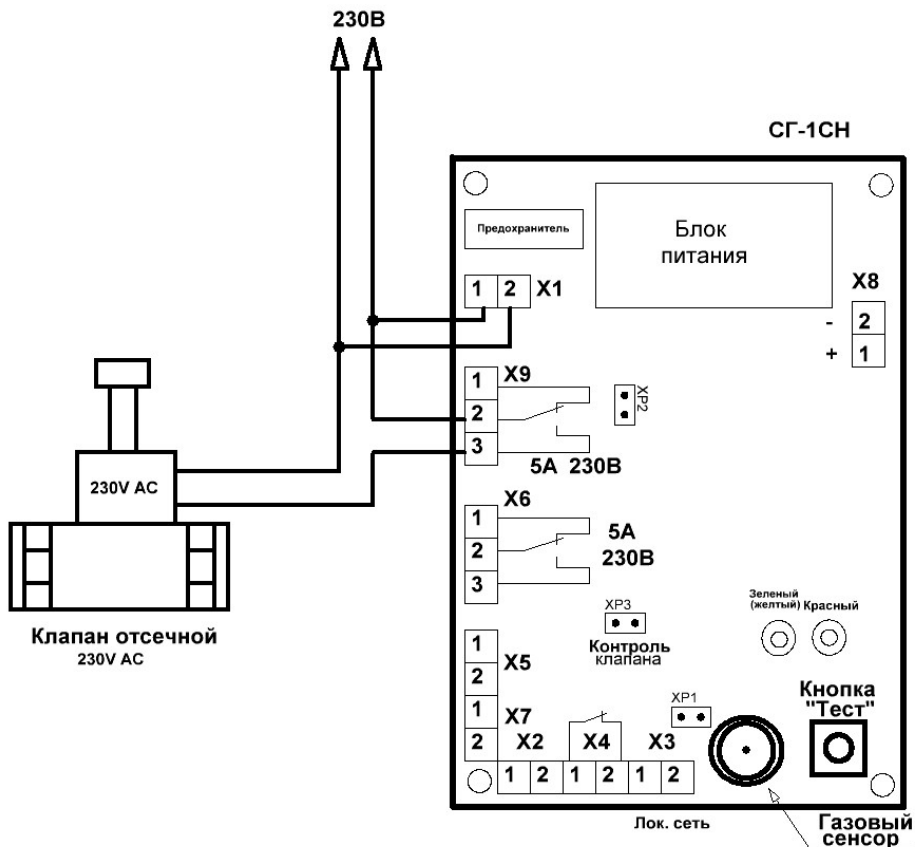 230В
СГ-1СН
Предохранитель
Блок
питания
1 2 X1
X8
- 2
+ 1
1 X9
2
3
XP2
5А 230В
230V AC
1 X6
2
3
5А
230В
XP3
Контроль
клапана
Зеленый
(желтый) Красный
Клапан отсечной
230V AC
1
2
X5
1
2
X7
XP1
Кнопка
"Тест"
X2 X4 X3
1 2 1 2 1 2
Лок. сеть
Газовый
сенсор